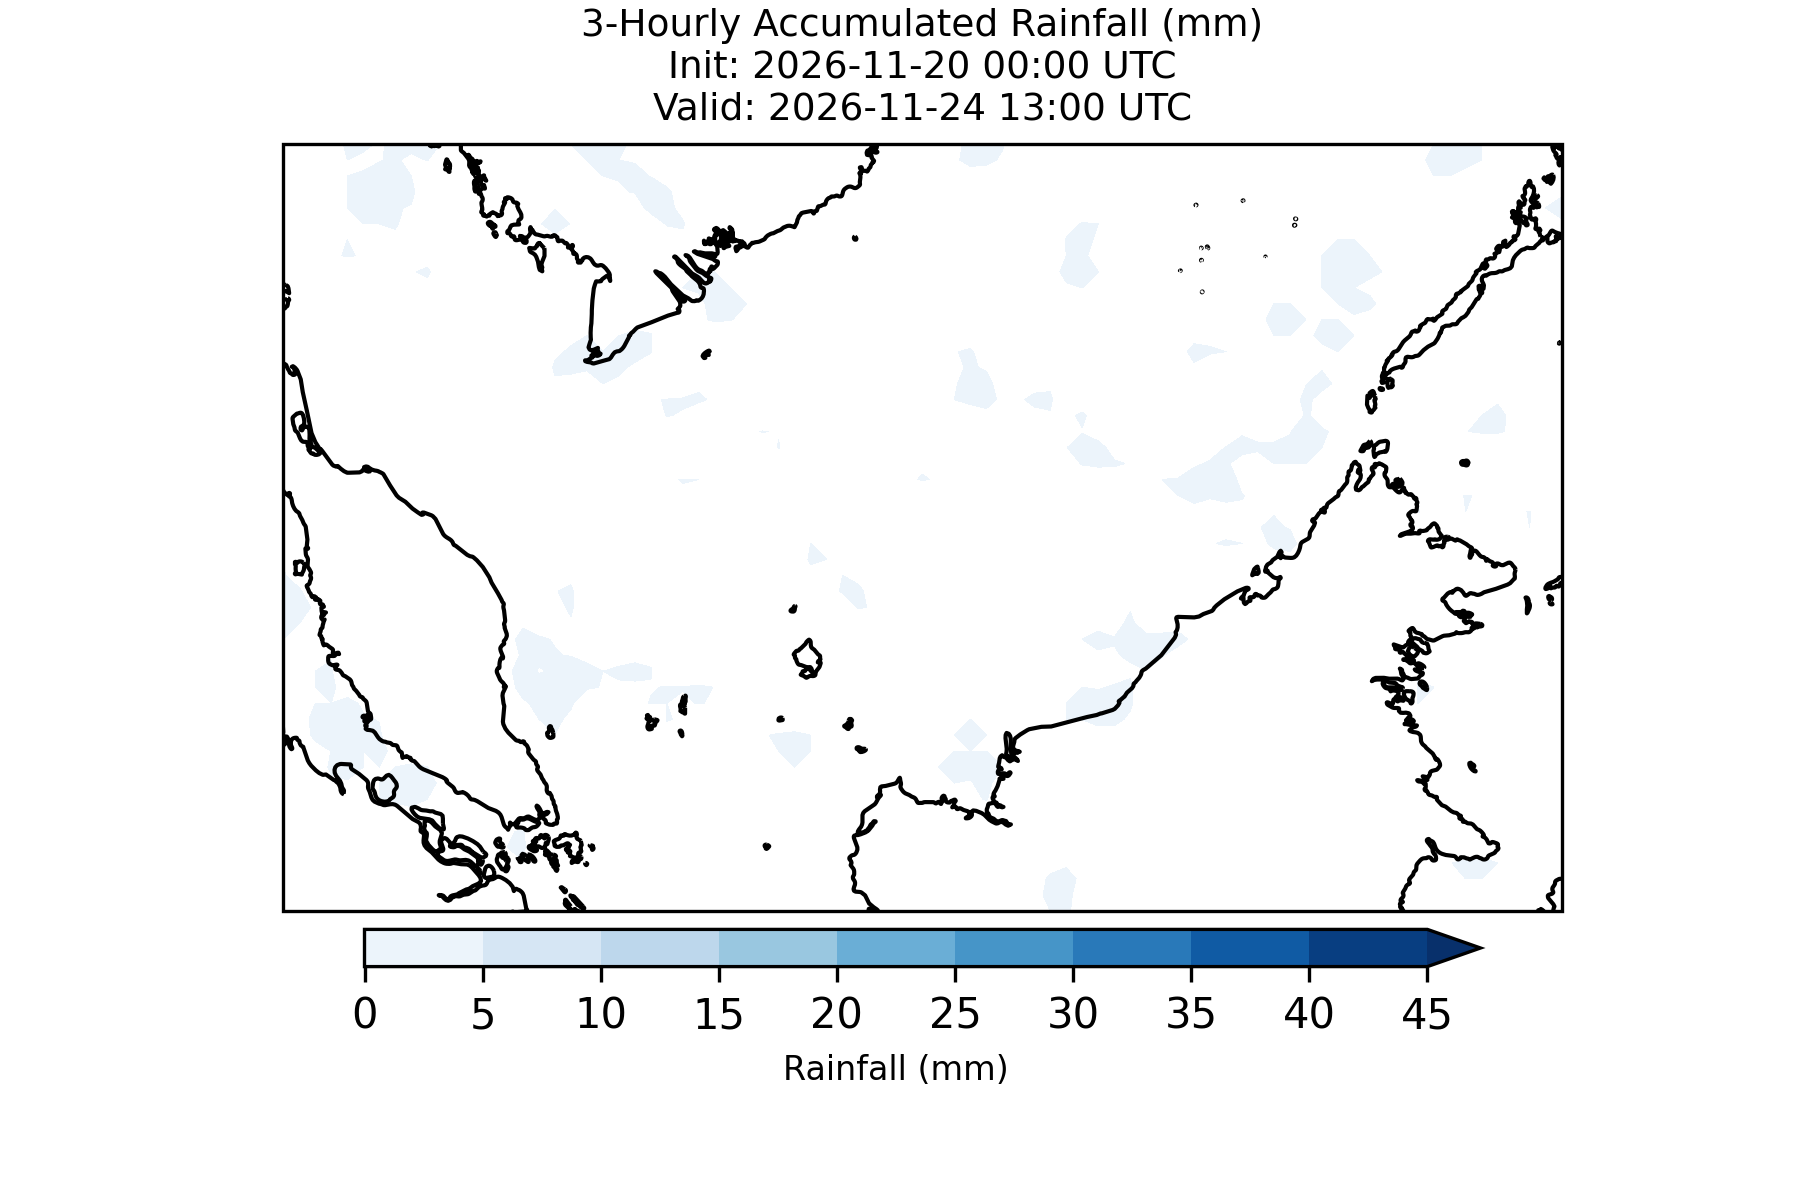 3-Hourly Accumulated Rainfall (mm)
Init: 2026-11-20 00:00 UTC
Valid: 2026-11-24 13:00 UTC
0 5 10 15 20 25 30 35 40 45
Rainfall (mm)